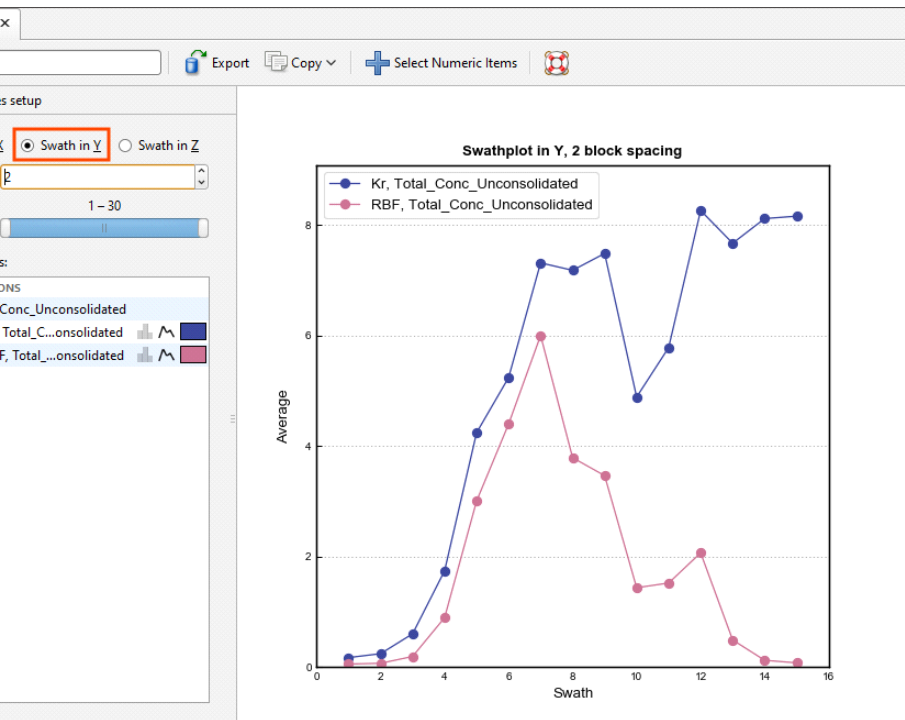 Export Copy Select Numeric Items
es setup
X Swath in Y Swath in Z
2
1 – 30
s:
ONS
Conc_Unconsolidated
Total_C...onsolidated
F, Total_...onsolidated
Swathplot in Y, 2 block spacing
Kr, Total_Conc_Unconsolidated
RBF, Total_Conc_Unconsolidated
8
6
4
2
0
Average
0 2 4 6 8 10 12 14 16
Swath